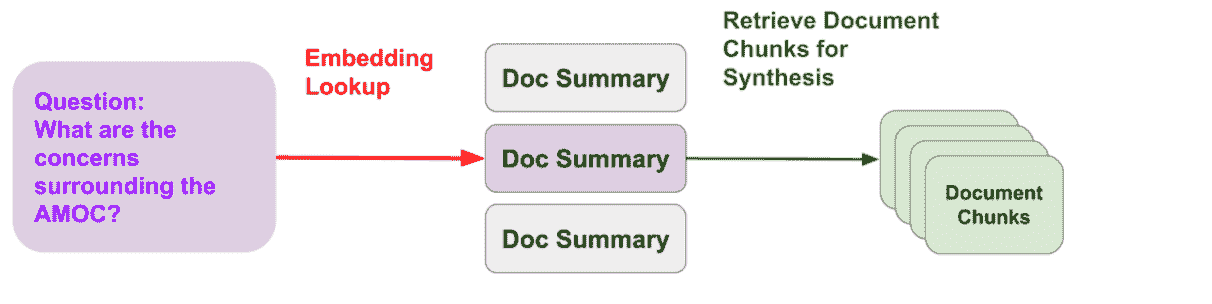 Question:
What are the
concerns
surrounding the
AMOC?
Embedding
Lookup
Doc Summary
Doc Summary
Doc Summary
Retrieve Document
Chunks for
Synthesis
Document
Chunks